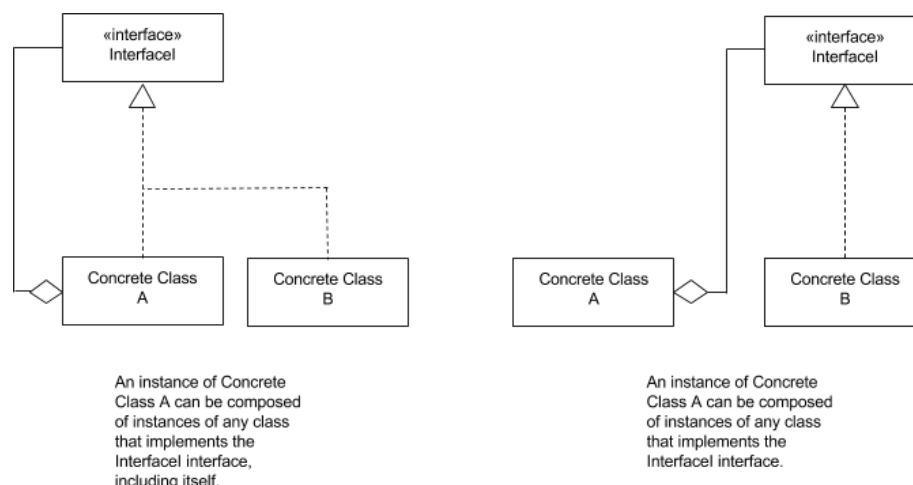 «interface»
InterfaceI
«interface»
InterfaceI
Concrete Class
A
Concrete Class
B
Concrete Class
A
Concrete Class
B
An instance of Concrete
Class A can be composed
of instances of any class
that implements the
InterfaceI interface,
including itself.
An instance of Concrete
Class A can be composed
of instances of any class
that implements the
InterfaceI interface.